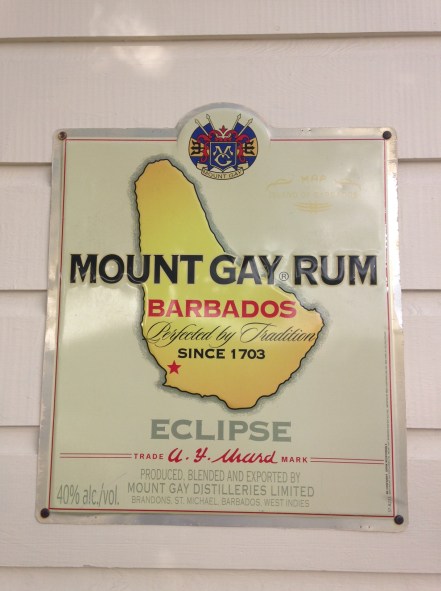 MOUNT GAY
MOUNT GAY® RUM
BARBADOS
Perfected by Tradition
SINCE 1703
ECLIPSE
TRADE A. F. Ward MARK
PRODUCED, BLENDED AND EXPORTED BY
40% alc./vol. MOUNT GAY DISTILLERIES LIMITED
BRANDONS, ST. MICHAEL, BARBADOS, WEST INDIES